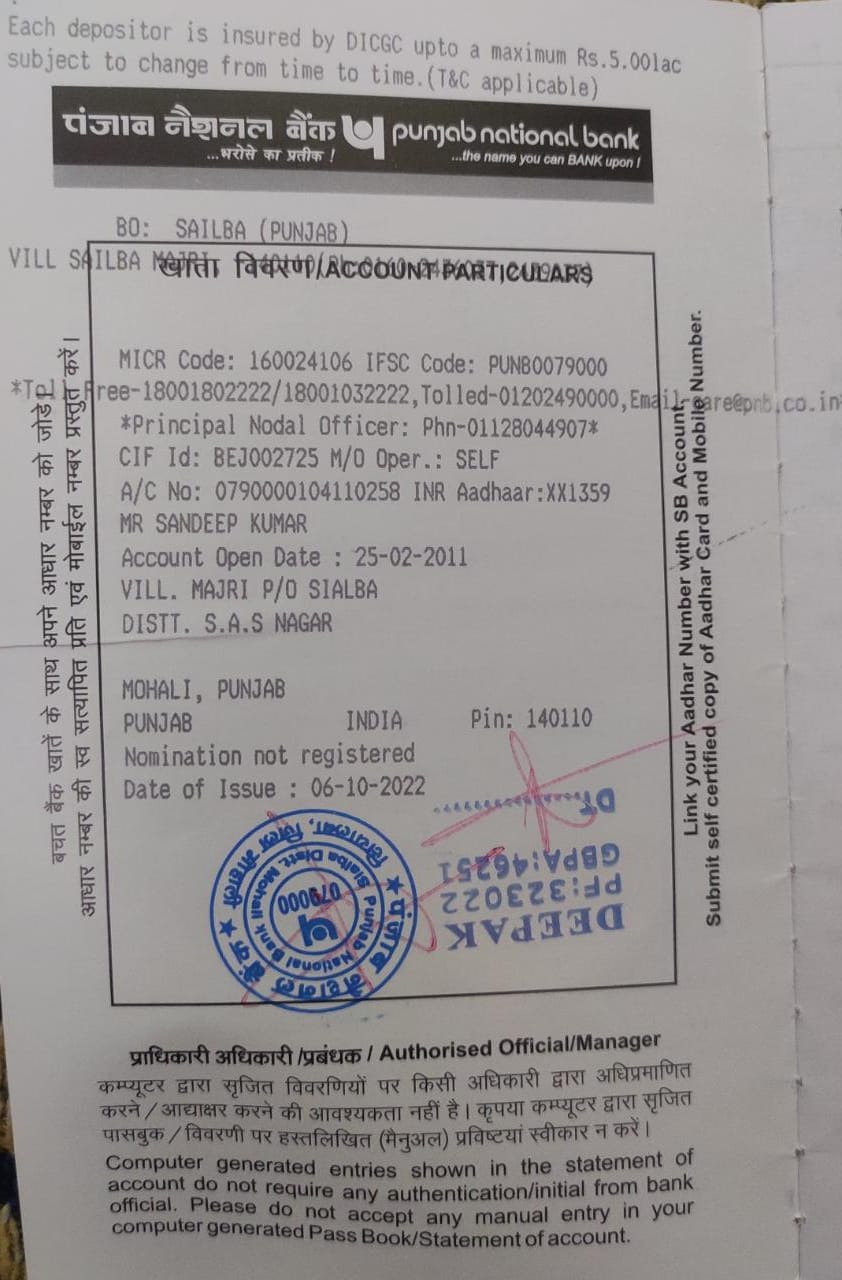 Each depositor is insured by DICGC upto a maximum Rs.5.00lac
subject to change from time to time.(T&C applicable)
पंजाब नैशनल बैंक punjab national bank
...भरोसे का प्रतीक ! ...the name you can BANK upon !
BO: SAILBA (PUNJAB)
VILL SAILBA
खाता विवरण/ACCOUNT PARTICULARS
MICR Code: 160024106 IFSC Code: PUNB0079000
Free-18001802222/18001032222,Tolled-01202490000,Email-care@pnb.co.in
*Principal Nodal Officer: Phn-01128044907*
CIF Id: BEJ002725 M/O Oper.: SELF
A/C No: 0790000104110258 INR Aadhaar:XX1359
MR SANDEEP KUMAR
Account Open Date : 25-02-2011
VILL. MAJRI P/O SIALBA
DISTT. S.A.S NAGAR
MOHALI, PUNJAB
PUNJAB INDIA Pin: 140110
Nomination not registered
Date of Issue : 06-10-2022
बचत बैंक खातें के साथ अपने आधार नम्बर को जोडें।
आधार नम्बर की स्व सत्यापित प्रति एवं मोबाईल नम्बर प्रस्तुत करें।
Link your Aadhar Number with SB Account,
Submit self certified copy of Aadhar Card and Mobile Number.
DEEPAK
PF:323022
GBPA:46251
DT...............
पंजाब नैशनल बैंक
सियालबा, जिला मोहाली
Punjab National Bank
Sialba Distt. Mohali
079000
प्राधिकारी अधिकारी /प्रबंधक / Authorised Official/Manager
कम्प्यूटर द्वारा सृजित विवरणियों पर किसी अधिकारी द्वारा अधिप्रमाणित
करने / आद्याक्षर करने की आवश्यकता नहीं है। कृपया कम्प्यूटर द्वारा सृजित
पासबुक / विवरणी पर हस्तलिखित (मैनुअल) प्रविष्टयां स्वीकार न करें।
Computer generated entries shown in the statement of
account do not require any authentication/initial from bank
official. Please do not accept any manual entry in your
computer generated Pass Book/Statement of account.